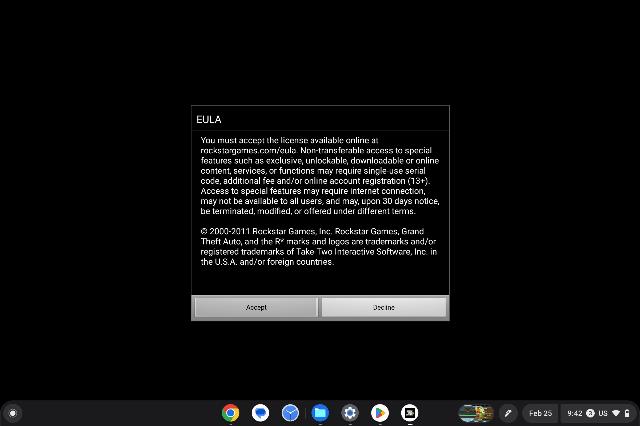 EULA
You must accept the license available online at
rockstargames.com/eula. Non-transferable access to special
features such as exclusive, unlockable, downloadable or online
content, services, or functions may require single-use serial
code, additional fee and/or online account registration (13+).
Access to special features may require internet connection,
may not be available to all users, and may, upon 30 days notice,
be terminated, modified, or offered under different terms.
© 2000-2011 Rockstar Games, Inc. Rockstar Games, Grand
Theft Auto, and the R* marks and logos are trademarks and/or
registered trademarks of Take Two Interactive Software, Inc. in
the U.S.A. and/or foreign countries.
Accept Decline
Feb 25 9:42 US